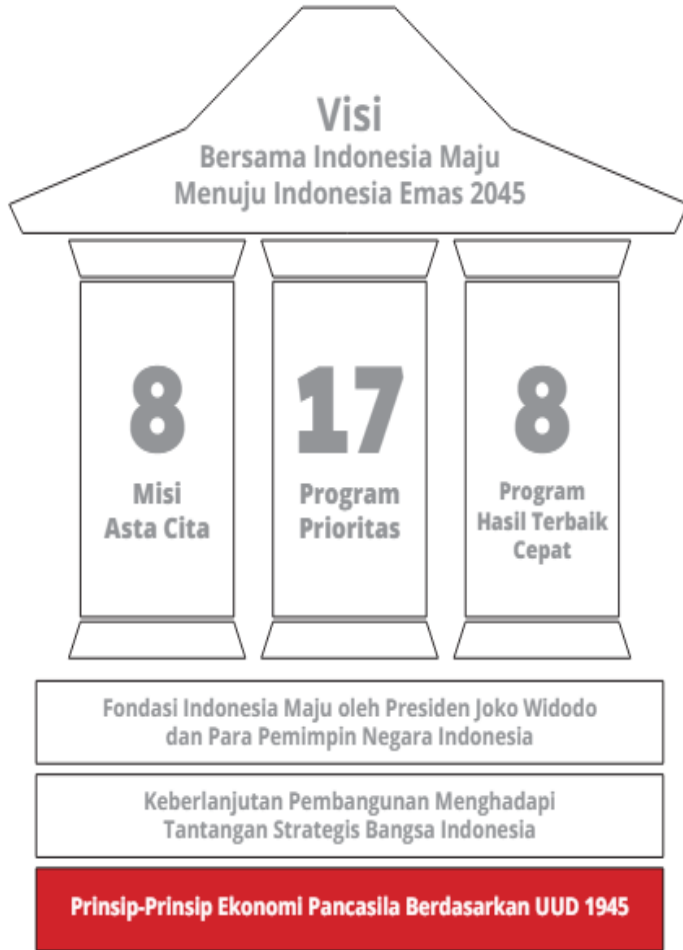 Visi
Bersama Indonesia Maju
Menuju Indonesia Emas 2045
8
Misi
Asta Cita
17
Program
Prioritas
8
Program
Hasil Terbaik
Cepat
Fondasi Indonesia Maju oleh Presiden Joko Widodo
dan Para Pemimpin Negara Indonesia
Keberlanjutan Pembangunan Menghadapi
Tantangan Strategis Bangsa Indonesia
Prinsip-Prinsip Ekonomi Pancasila Berdasarkan UUD 1945